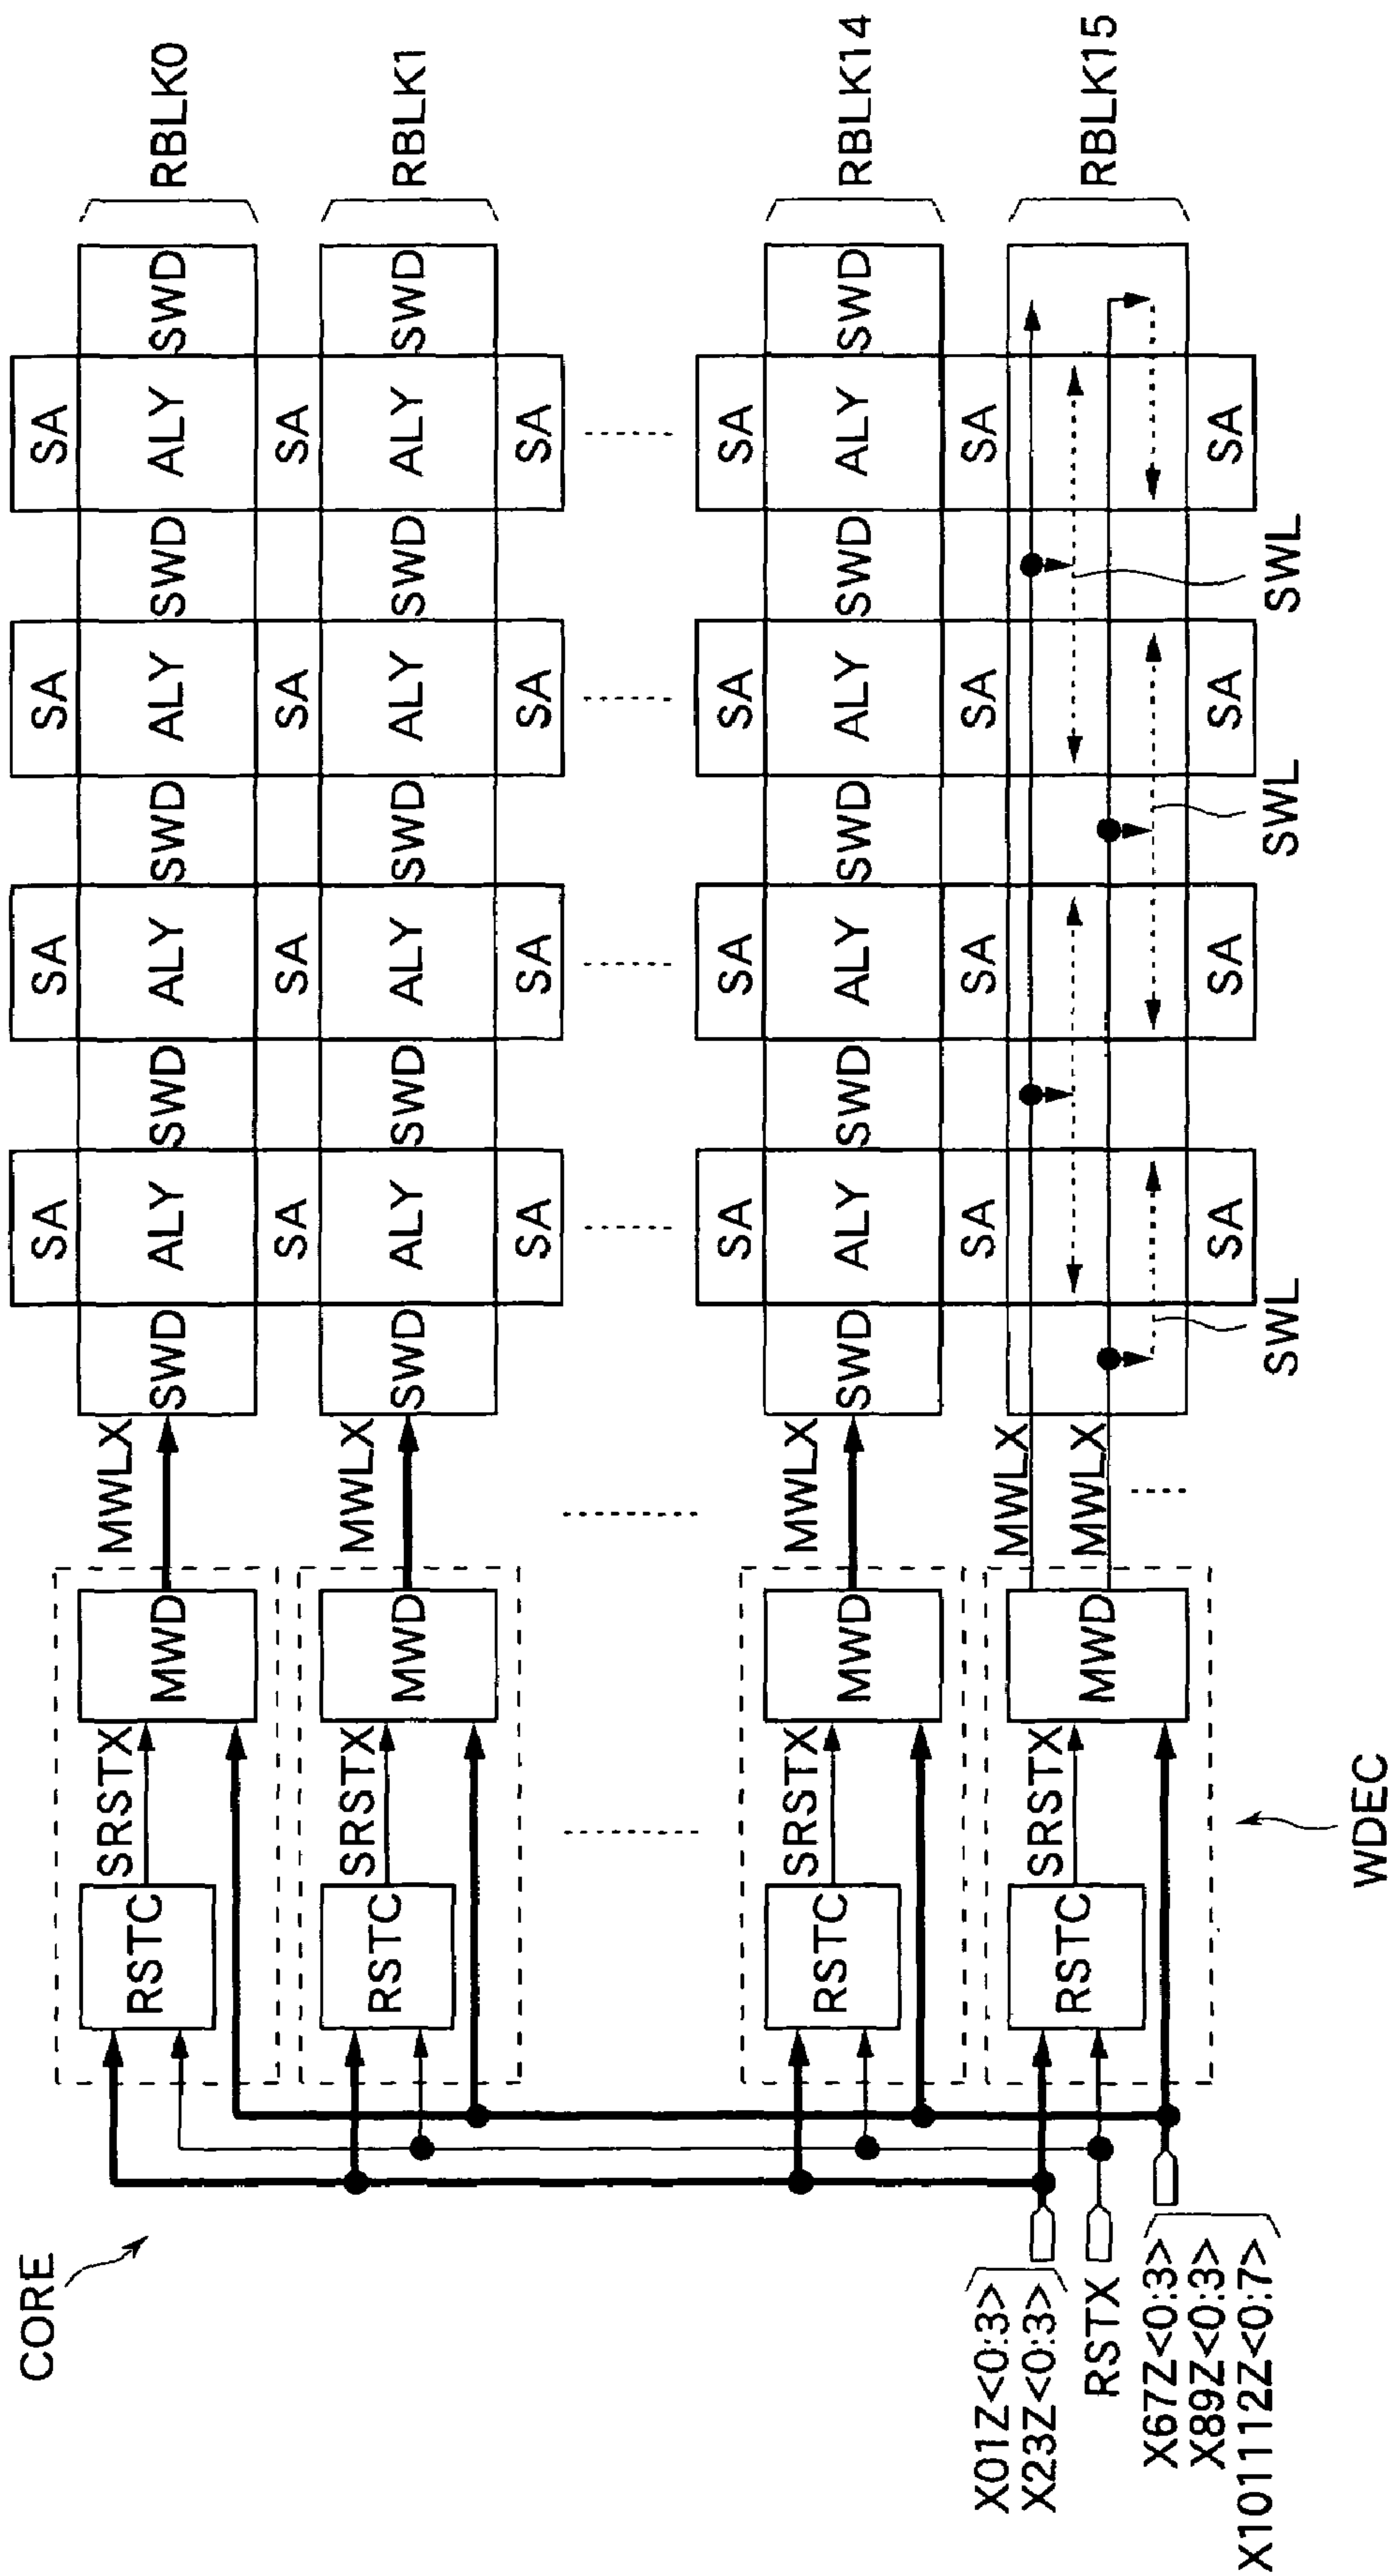 CORE
SA SA SA SA
SRSTX MWLX
RSTC MWD SWD ALY SWD ALY SWD ALY SWD ALY SWD RBLK0
SA SA SA SA
SRSTX MWLX
RSTC MWD SWD ALY SWD ALY SWD ALY SWD ALY SWD RBLK1
SA SA SA SA
SA SA SA SA
SRSTX MWLX
RSTC MWD SWD ALY SWD ALY SWD ALY SWD ALY SWD RBLK14
SA SA SA SA
X01Z<0:3> MWLX
X23Z<0:3> SRSTX MWLX
RSTX RSTC MWD RBLK15
X67Z<0:3>
X89Z<0:3>
SA SA SA SA
X101112Z<0:7>
SWL SWL SWL
WDEC